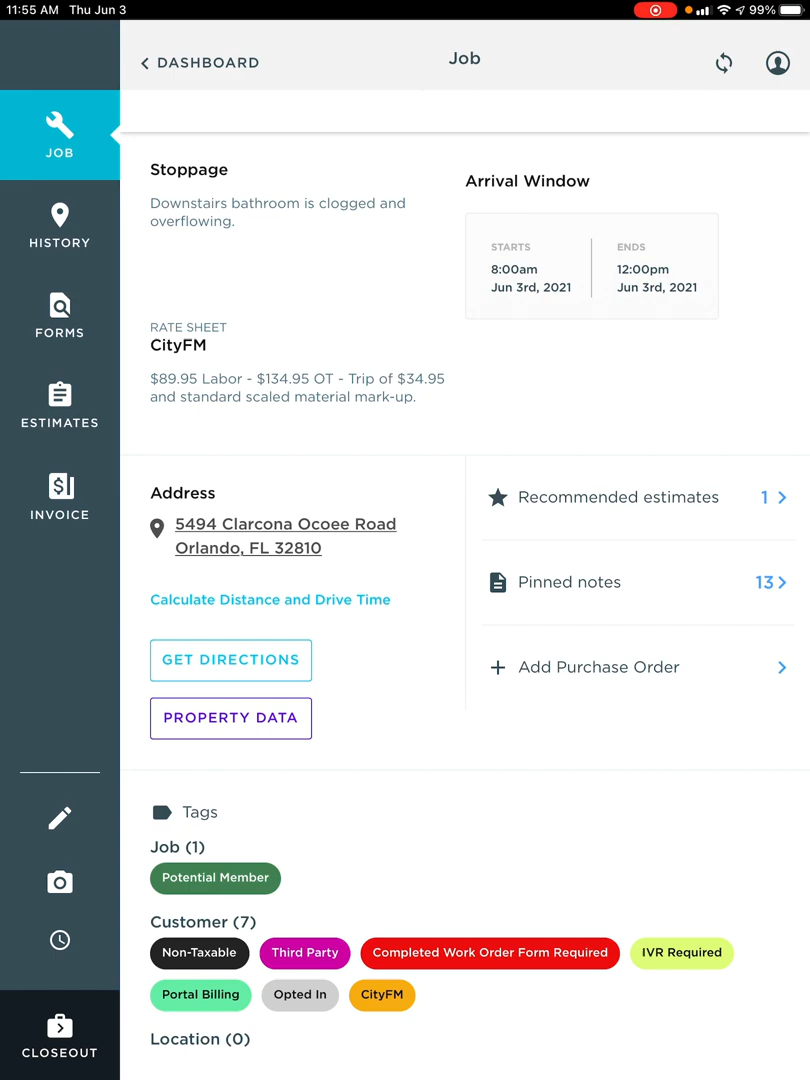 11:55 AM Thu Jun 3
99%
DASHBOARD
Job
JOB
HISTORY
FORMS
ESTIMATES
INVOICE
CLOSEOUT
Stoppage
Downstairs bathroom is clogged and
overflowing.
Arrival Window
STARTS
8:00am
Jun 3rd, 2021
ENDS
12:00pm
Jun 3rd, 2021
RATE SHEET
CityFM
$89.95 Labor - $134.95 OT - Trip of $34.95
and standard scaled material mark-up.
Address
5494 Clarcona Ocoee Road
Orlando, FL 32810
Calculate Distance and Drive Time
GET DIRECTIONS
PROPERTY DATA
Recommended estimates 1
Pinned notes 13
Add Purchase Order
Tags
Job (1)
Potential Member
Customer (7)
Non-Taxable Third Party Completed Work Order Form Required IVR Required
Portal Billing Opted In CityFM
Location (0)